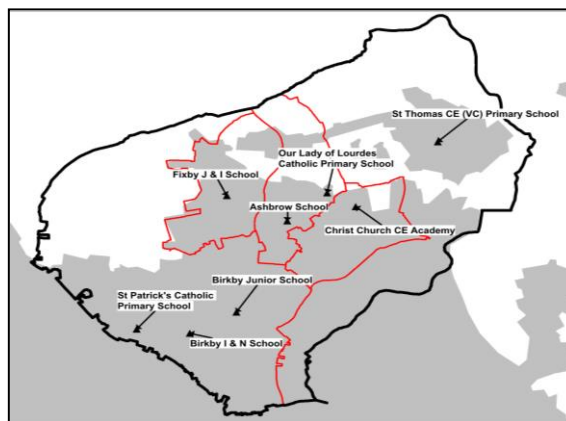 St Thomas CE (VC) Primary School
Our Lady of Lourdes
Catholic Primary School
Fixby J & I School
Ashbrow School
Christ Church CE Academy
Birkby Junior School
St Patrick's Catholic
Primary School
Birkby I & N School